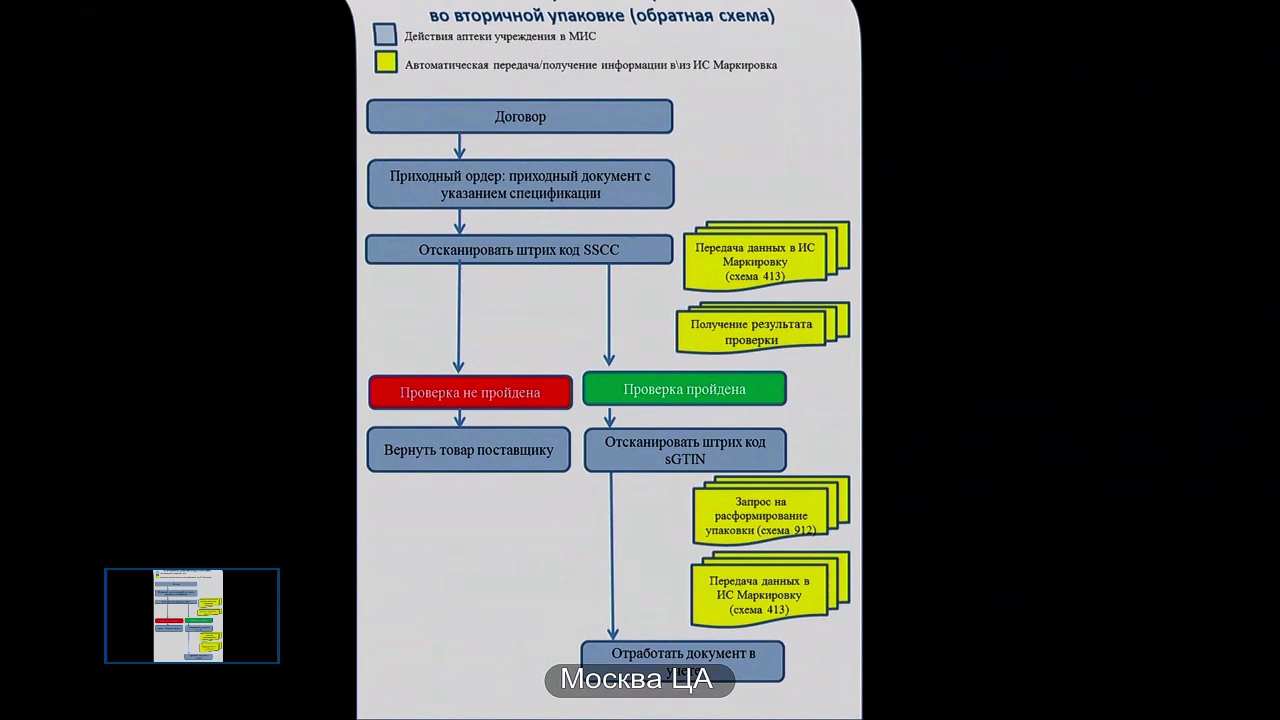 во вторичной упаковке (обратная схема)
Действия аптеки учреждения в МИС
Автоматическая передача/получение информации в\из ИС Маркировка
Договор
Приходный ордер: приходный документ с
указанием спецификации
Отсканировать штрих код SSCC
Передача данных в ИС
Маркировку
(схема 413)
Получение результата
проверки
Проверка не пройдена
Проверка пройдена
Вернуть товар поставщику
Отсканировать штрих код
sGTIN
Запрос на
расформирование
упаковки (схема 912)
Передача данных в
ИС Маркировку
(схема 413)
Отработать документ в
учете
Москва ЦА